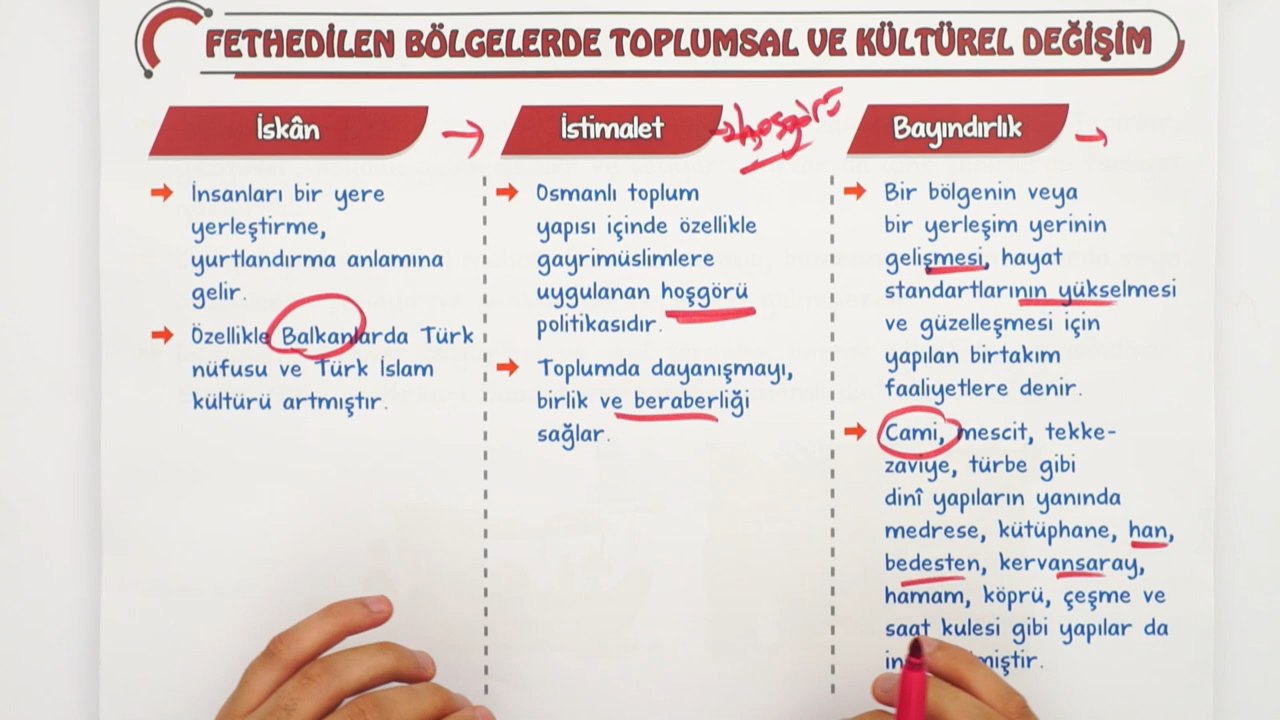 FETHEDİLEN BÖLGELERDE TOPLUMSAL VE KÜLTÜREL DEĞİŞİM
İskân
İnsanları bir yere
yerleştirme,
yurtlandırma anlamına
gelir.
Özellikle Balkanlarda Türk
nüfusu ve Türk İslam
kültürü artmıştır.
İstimalet
hoşgörü
Osmanlı toplum
yapısı içinde özellikle
gayrimüslimlere
uygulanan hoşgörü
politikasıdır.
Toplumda dayanışmayı,
birlik ve beraberliği
sağlar.
Bayındırlık
Bir bölgenin veya
bir yerleşim yerinin
gelişmesi, hayat
standartlarının yükselmesi
ve güzelleşmesi için
yapılan birtakım
faaliyetlere denir.
Cami, mescit, tekke-
zaviye, türbe gibi
dinî yapıların yanında
medrese, kütüphane, han,
bedesten, kervansaray,
hamam, köprü, çeşme ve
saat kulesi gibi yapılar da